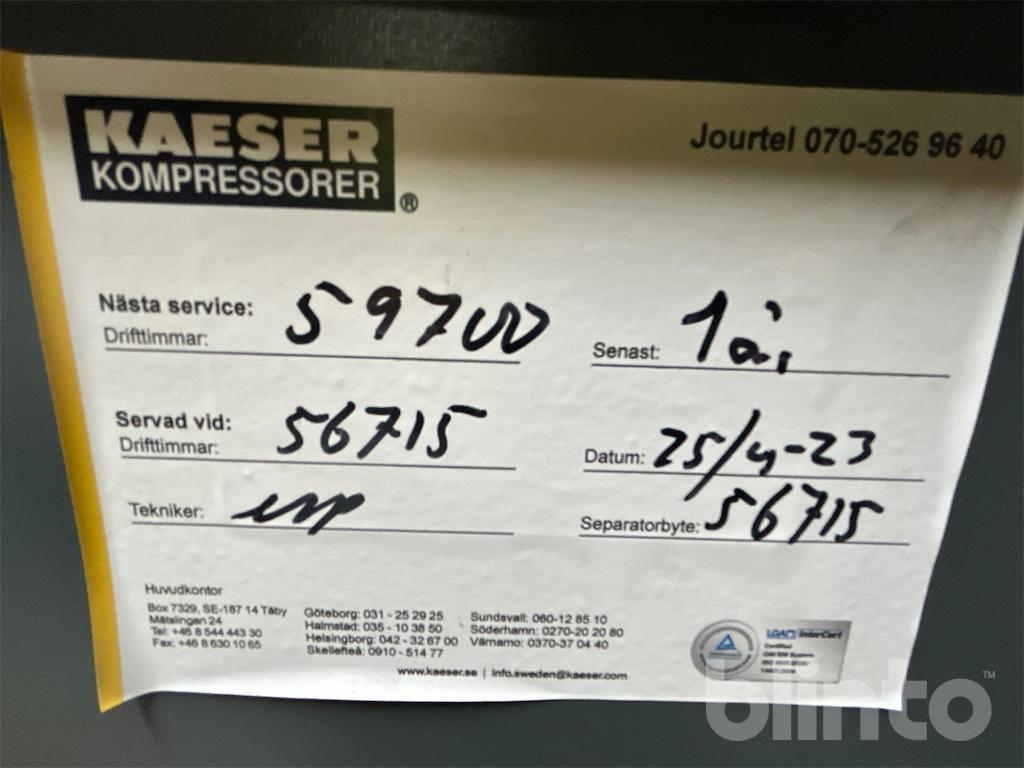 KAESER
KOMPRESSORER
®
Jourtel 070-526 96 40
Nästa service:
Drifttimmar: 59700
Senast: 1 år
Servad vid:
Drifttimmar: 56715
Datum: 25/4-23
Tekniker:
Separatorbyte: 56715
Huvudkontor
Box 7329, SE-187 14 Täby
Mätslingan 24
Tel: +46 8 544 443 30
Fax: +46 8 630 10 65
Göteborg: 031 - 25 29 25
Halmstad: 035 - 10 38 50
Helsingborg: 042 - 32 67 00
Skellefteå: 0910 - 514 77
Sundsvall: 060-12 85 10
Söderhamn: 0270-20 20 80
Värnamo: 0370-37 04 40
www.kaeser.se | info.sweden@kaeser.com
InterCert
Certified
blinto™